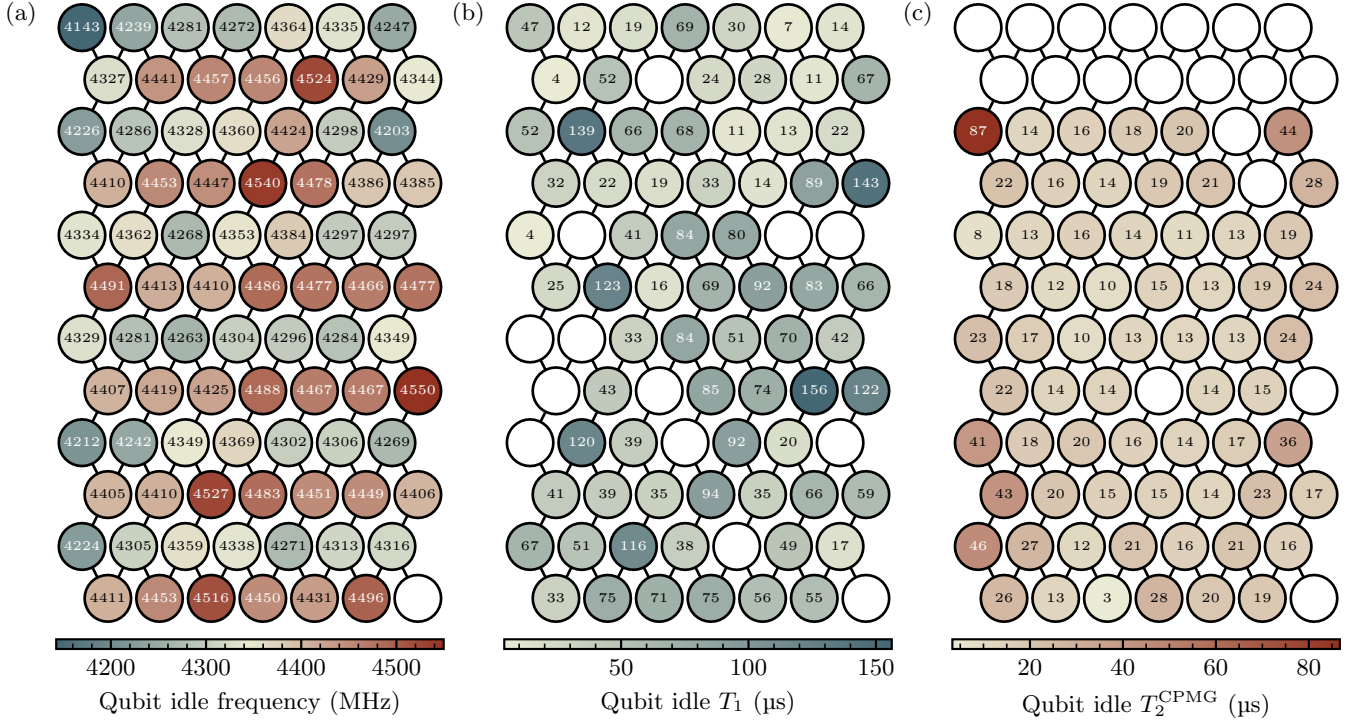 (a)
4143 4239 4281 4272 4364 4335 4247
4327 4441 4457 4456 4524 4429 4344
4226 4286 4328 4360 4424 4298 4203
4410 4453 4447 4540 4478 4386 4385
4334 4362 4268 4353 4384 4297 4297
4491 4413 4410 4486 4477 4466 4477
4329 4281 4263 4304 4296 4284 4349
4407 4419 4425 4488 4467 4467 4550
4212 4242 4349 4369 4302 4306 4269
4405 4410 4527 4483 4451 4449 4406
4224 4305 4359 4338 4271 4313 4316
4411 4453 4516 4450 4431 4496
4200 4300 4400 4500
Qubit idle frequency (MHz)
(b)
47 12 19 69 30 7 14
4 52 24 28 11 67
52 139 66 68 11 13 22
32 22 19 33 14 89 143
4 41 84 80
25 123 16 69 92 83 66
33 84 51 70 42
43 85 74 156 122
120 39 92 20
41 39 35 94 35 66 59
67 51 116 38 49 17
33 75 71 75 56 55
50 100 150
Qubit idle T1 (µs)
(c)
87 14 16 18 20 44
22 16 14 19 21 28
8 13 16 14 11 13 19
18 12 10 15 13 19 24
23 17 10 13 13 13 24
22 14 14 14 15
41 18 20 16 14 17 36
43 20 15 15 14 23 17
46 27 12 21 16 21 16
26 13 3 28 20 19
20 40 60 80
Qubit idle T2^CPMG (µs)